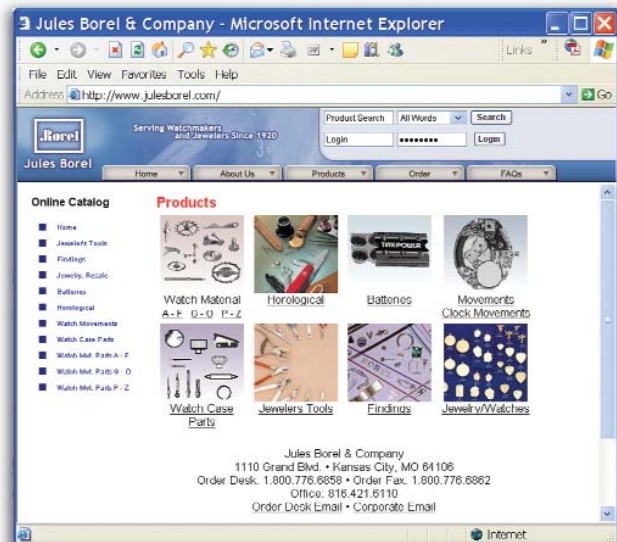 Jules Borel & Company - Microsoft Internet Explorer
Links »
File Edit View Favorites Tools Help
Address http://www.julesborel.com/ Go
Borel
Jules Borel
Serving Watchmakers
and Jewelers Since 1920
Product Search All Words Search
Login •••••••• Login
Home About Us Products Order FAQs
Online Catalog
Home
Jeweler's Tools
Findings
Jewelry, Resale
Batteries
Horological
Watch Movements
Watch Case Parts
Watch Mvt. Parts A - F
Watch Mvt. Parts G - O
Watch Mvt. Parts P - Z
Products
TIMEPOWER
Watch Material
A - F G - O P - Z
Horological
Batteries
Movements
Clock Movements
Watch Case
Parts
Jewelers Tools
Findings
Jewelry/Watches
Jules Borel & Company
1110 Grand Blvd. • Kansas City, MO 64106
Order Desk. 1.800.776.6858 • Order Fax. 1.800.776.6862
Office: 816.421.6110
Order Desk Email • Corporate Email
Internet